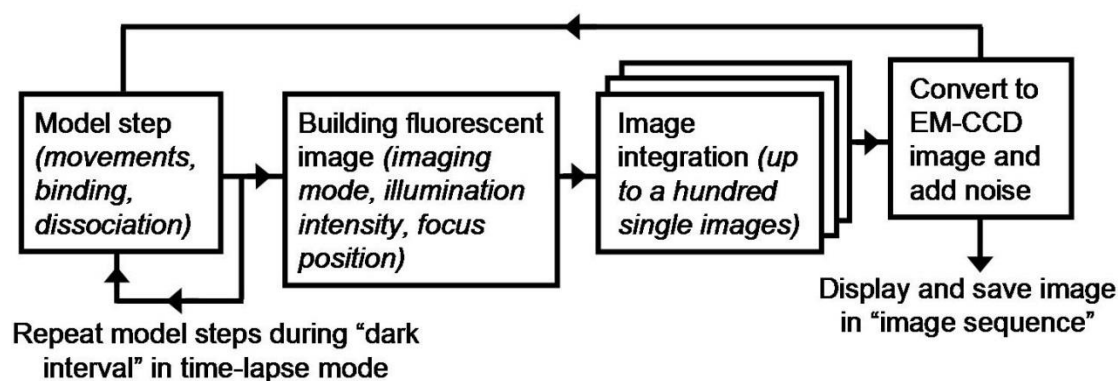 Model step
(movements,
binding,
dissociation)
Building fluorescent
image (imaging
mode, illumination
intensity, focus
position)
Image
integration (up
to a hundred
single images)
Convert to
EM-CCD
image and
add noise
Repeat model steps during “dark
interval” in time-lapse mode
Display and save image
in “image sequence”